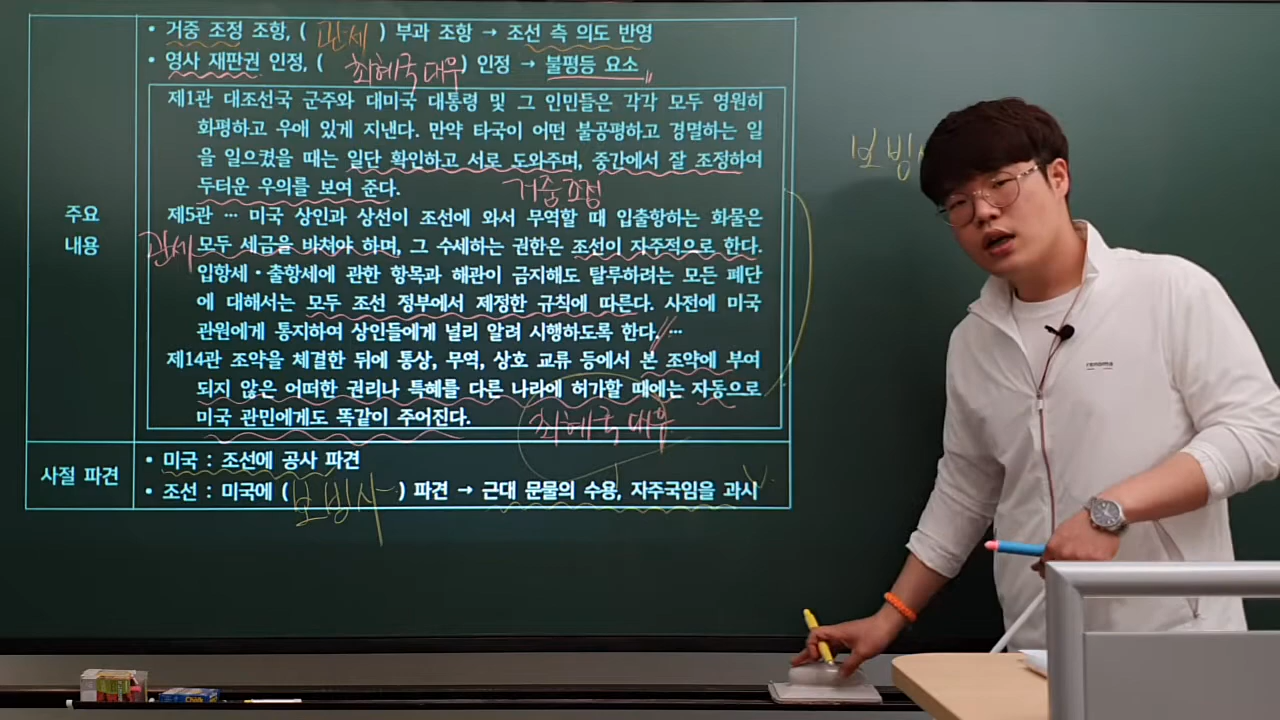 • 거중 조정 조항, ( 관세 ) 부과 조항 → 조선 측 의도 반영
• 영사 재판권 인정, ( 최혜국 대우 ) 인정 → 불평등 요소
제1관 대조선국 군주와 대미국 대통령 및 그 인민들은 각각 모두 영원히
화평하고 우애 있게 지낸다. 만약 타국이 어떤 불공평하고 경멸하는 일
을 일으켰을 때는 일단 확인하고 서로 도와주며, 중간에서 잘 조정하여
두터운 우의를 보여 준다.
거중 조정
주요
내용
제5관 … 미국 상인과 상선이 조선에 와서 무역할 때 입출항하는 화물은
관세 모두 세금을 바쳐야 하며, 그 수세하는 권한은 조선이 자주적으로 한다.
입항세·출항세에 관한 항목과 해관이 금지해도 탈루하려는 모든 폐단
에 대해서는 모두 조선 정부에서 제정한 규칙에 따른다. 사전에 미국
관원에게 통지하여 상인들에게 널리 알려 시행하도록 한다. …
제14관 조약을 체결한 뒤에 통상, 무역, 상호 교류 등에서 본 조약에 부여
되지 않은 어떠한 권리나 특혜를 다른 나라에 허가할 때에는 자동으로
미국 관민에게도 똑같이 주어진다.
최혜국 대우
사절 파견
• 미국 : 조선에 공사 파견
• 조선 : 미국에 ( 보빙사 ) 파견 → 근대 문물의 수용, 자주국임을 과시
보빙
renoma